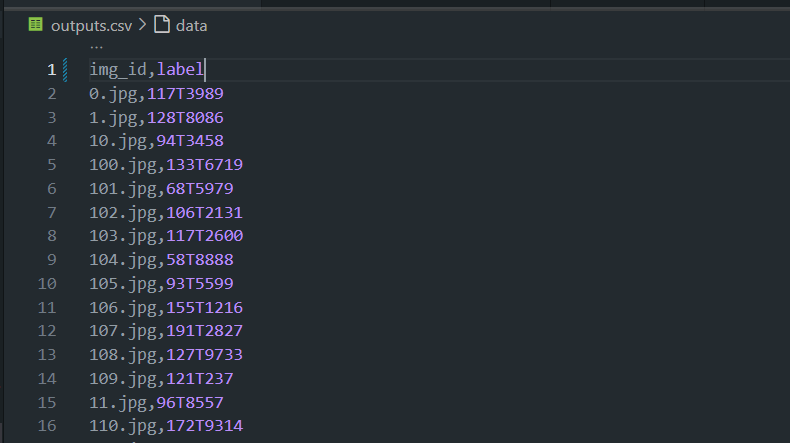 outputs.csv > data
...
1 img_id,label
2 0.jpg,117T3989
3 1.jpg,128T8086
4 10.jpg,94T3458
5 100.jpg,133T6719
6 101.jpg,68T5979
7 102.jpg,106T2131
8 103.jpg,117T2600
9 104.jpg,58T8888
10 105.jpg,93T5599
11 106.jpg,155T1216
12 107.jpg,191T2827
13 108.jpg,127T9733
14 109.jpg,121T237
15 11.jpg,96T8557
16 110.jpg,172T9314